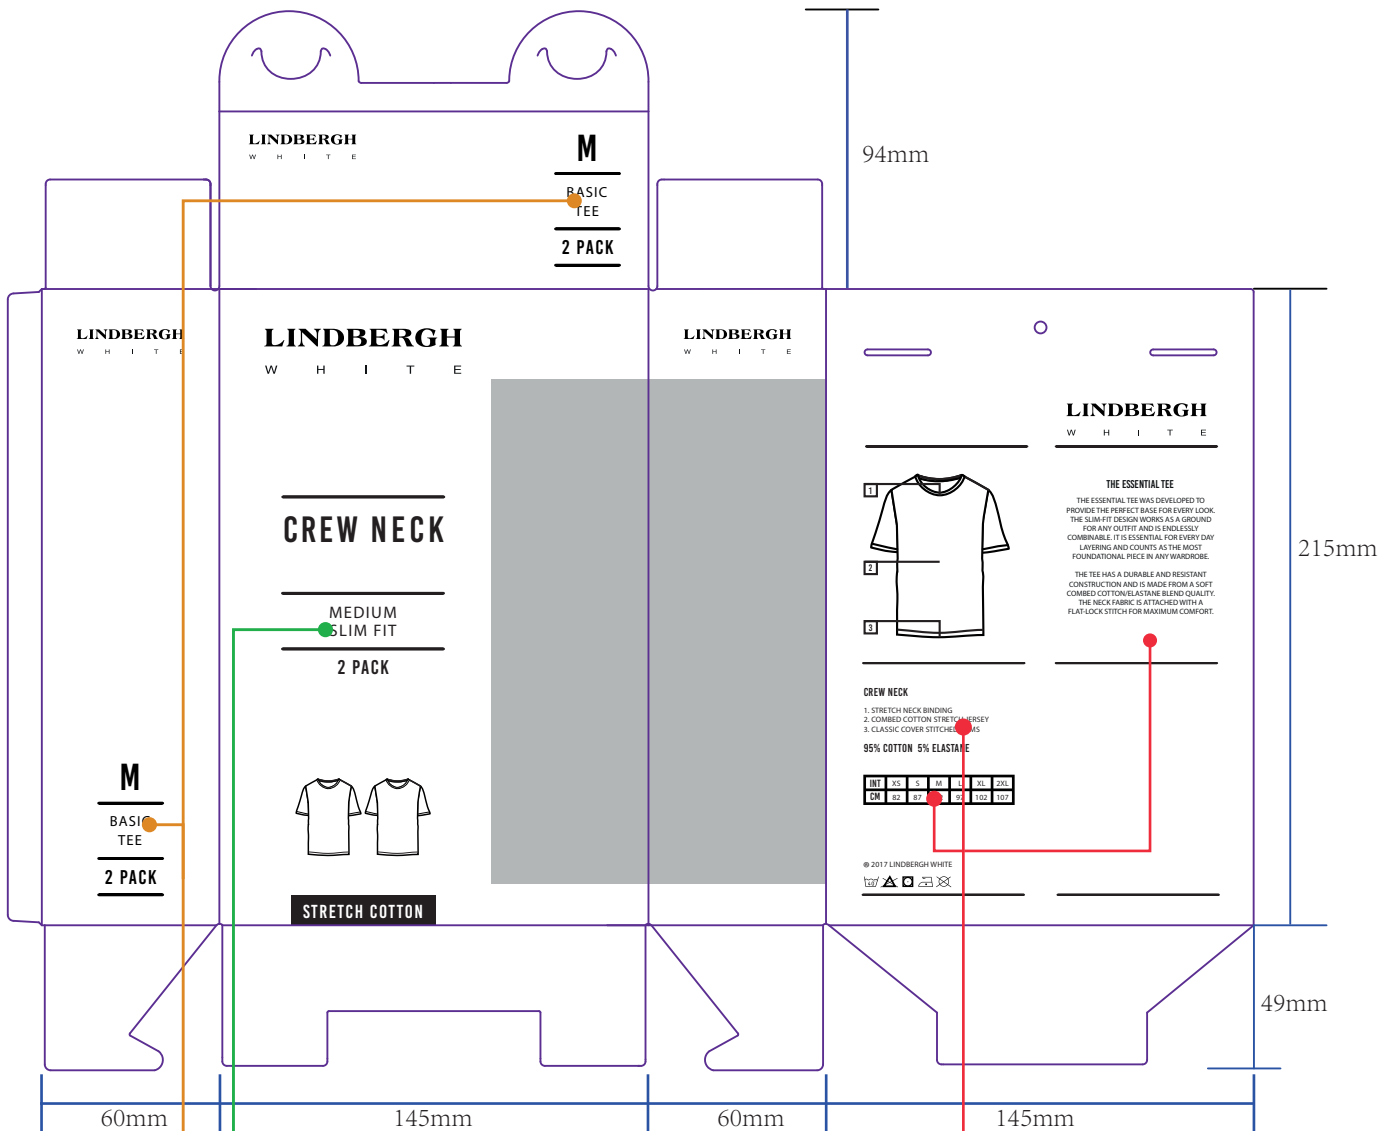 LINDBERGH
W H I T E
M
BASIC
TEE
2 PACK
94mm
LINDBERGH
W H I T E
M
BASIC
TEE
2 PACK
LINDBERGH
W H I T E
CREW NECK
MEDIUM
SLIM FIT
2 PACK
STRETCH COTTON
LINDBERGH
W H I T E
LINDBERGH
W H I T E
1
2
3
THE ESSENTIAL TEE
THE ESSENTIAL TEE WAS DEVELOPED TO
PROVIDE THE PERFECT BASE FOR EVERY LOOK.
THE SLIM-FIT DESIGN WORKS AS A GROUND
FOR ANY OUTFIT AND IS ENDLESSLY
COMBINABLE. IT IS ESSENTIAL FOR EVERY DAY
LAYERING AND COUNTS AS THE MOST
FOUNDATIONAL PIECE IN ANY WARDROBE.
THE TEE HAS A DURABLE AND RESISTANT
CONSTRUCTION AND IS MADE FROM A SOFT
COMBED COTTON/ELASTANE BLEND QUALITY.
THE NECK FABRIC IS ATTACHED WITH A
FLAT-LOCK STITCH FOR MAXIMUM COMFORT.
CREW NECK
1. STRETCH NECK BINDING
2. COMBED COTTON STRETCH JERSEY
3. CLASSIC COVER
95% COTTON 5% ELASTANE
INT XS S M L XL 2XL
CM 82 87 97 102 107
® 2017 LINDBERGH WHITE
215mm
49mm
60mm
145mm
60mm
145mm